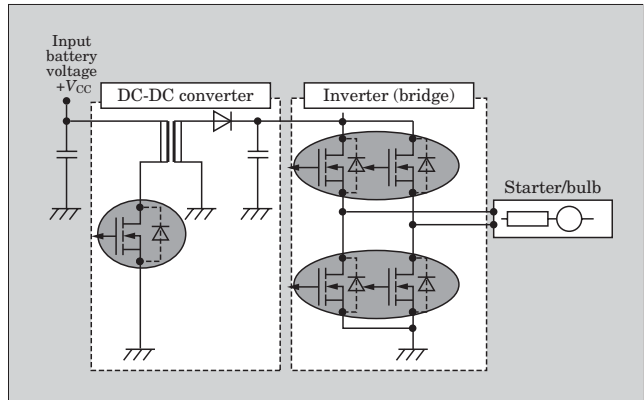 Input
battery
voltage
+VCC
DC-DC converter
Inverter (bridge)
Starter/bulb